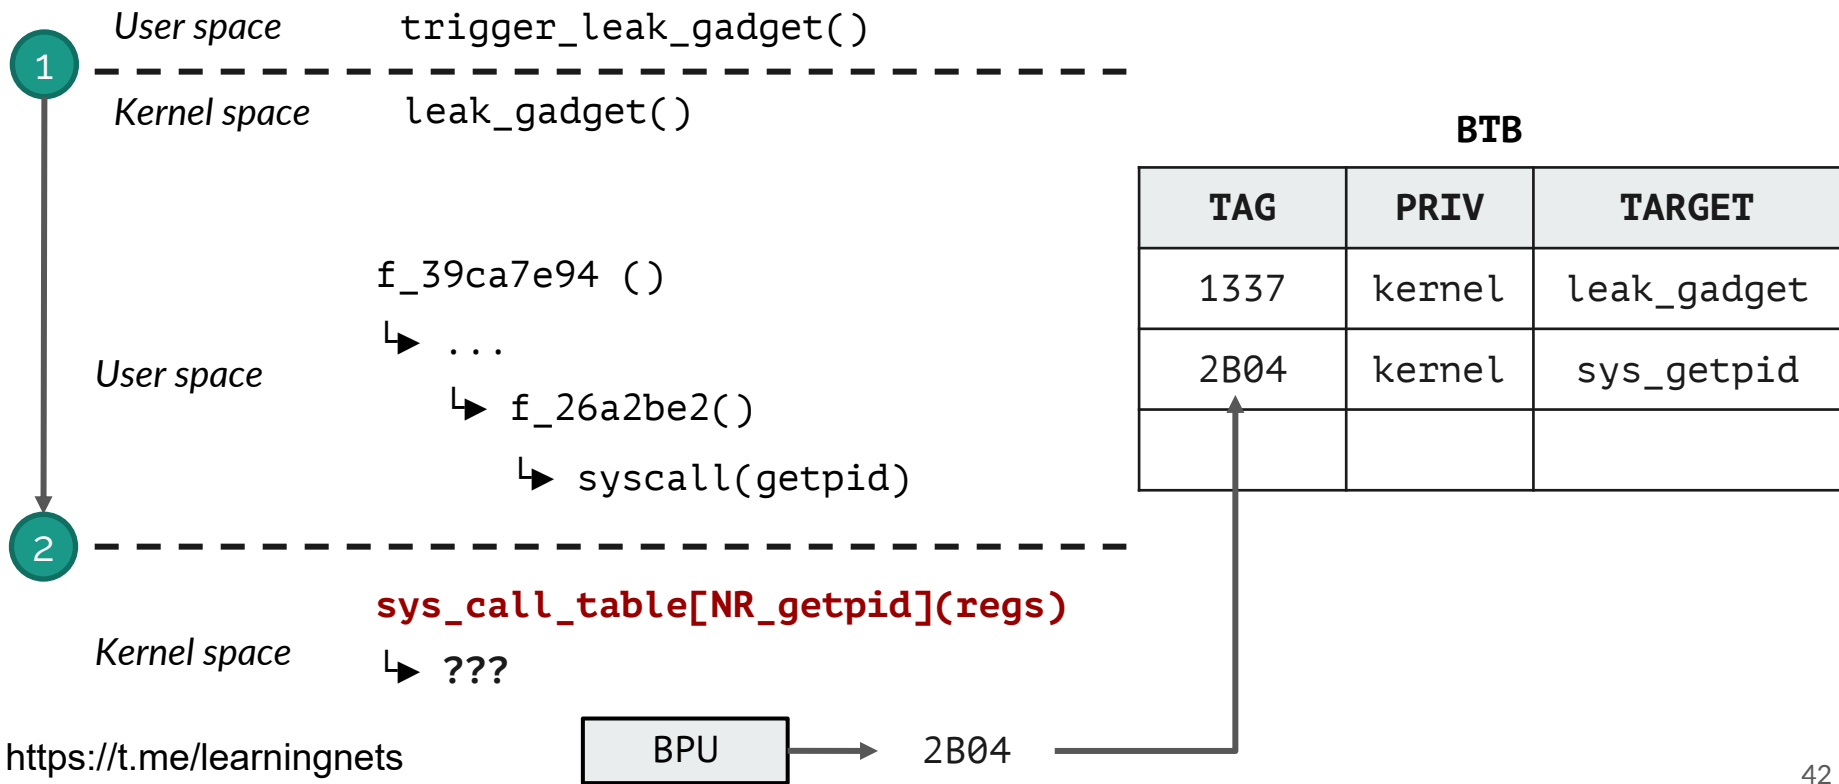 User space trigger_leak_gadget()
1
Kernel space leak_gadget()
BTB
TAG PRIV TARGET
1337 kernel leak_gadget
2B04 kernel sys_getpid
f_39ca7e94 ()
...
User space
f_26a2be2()
syscall(getpid)
2
sys_call_table[NR_getpid](regs)
Kernel space
???
https://t.me/learningnets
BPU 2B04
42